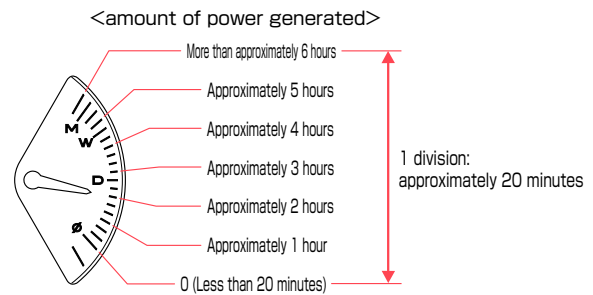 <amount of power generated>
More than approximately 6 hours
Approximately 5 hours
Approximately 4 hours
Approximately 3 hours
Approximately 2 hours
Approximately 1 hour
0 (Less than 20 minutes)
M
W
D
ø
1 division:
approximately 20 minutes